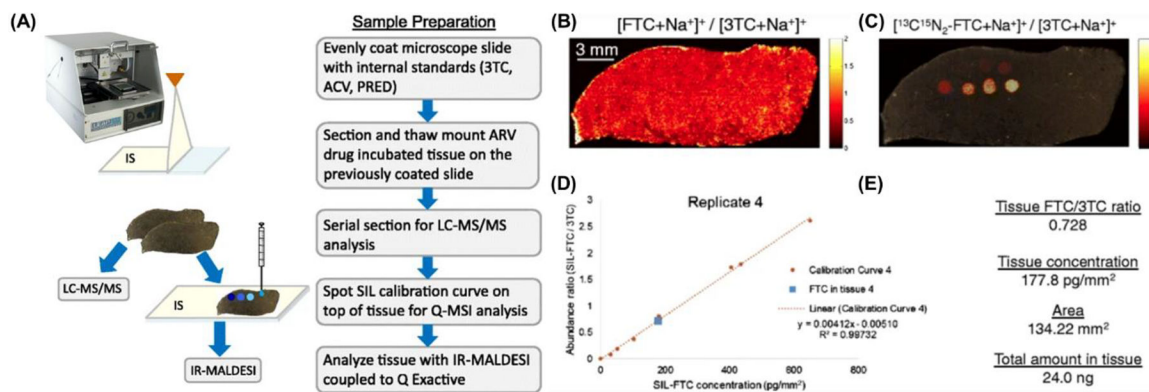 (A)
Sample Preparation
Evenly coat microscope slide
with internal standards (3TC,
ACV, PRED)
Section and thaw mount ARV
drug incubated tissue on the
previously coated slide
Serial section for LC-MS/MS
analysis
Spot SIL calibration curve on
top of tissue for Q-MSI analysis
Analyze tissue with IR-MALDESI
coupled to Q Exactive
IS
LC-MS/MS
IS
IR-MALDESI
(B)
[FTC+Na⁺]⁺ / [3TC+Na⁺]⁺
3 mm
2
1.5
1
0.5
0
(C)
[¹³C¹⁵N₂-FTC+Na⁺]⁺ / [3TC+Na⁺]⁺
(D)
Replicate 4
Abundance ratio (SIL-FTC / 3TC)
3
2.5
2
1.5
1
0.5
0
0
200
400
600
800
SIL-FTC concentration (pg/mm²)
Calibration Curve 4
FTC in tissue 4
Linear (Calibration Curve 4)
y = 0.00412x - 0.00510
R² = 0.99732
(E)
Tissue FTC/3TC ratio
0.728
Tissue concentration
177.8 pg/mm²
Area
134.22 mm²
Total amount in tissue
24.0 ng